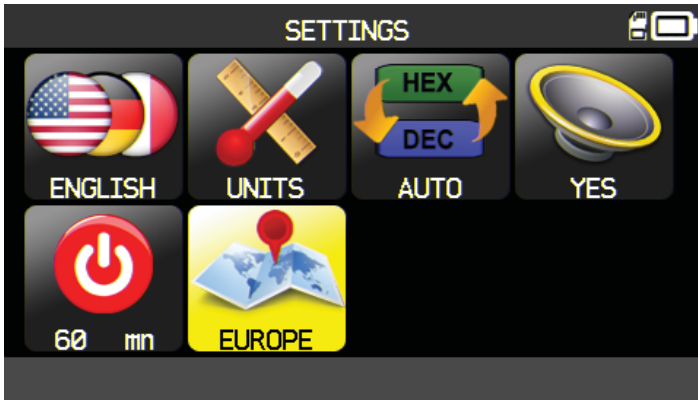 SETTINGS
HEX
DEC
ENGLISH UNITS AUTO YES
60 mn EUROPE